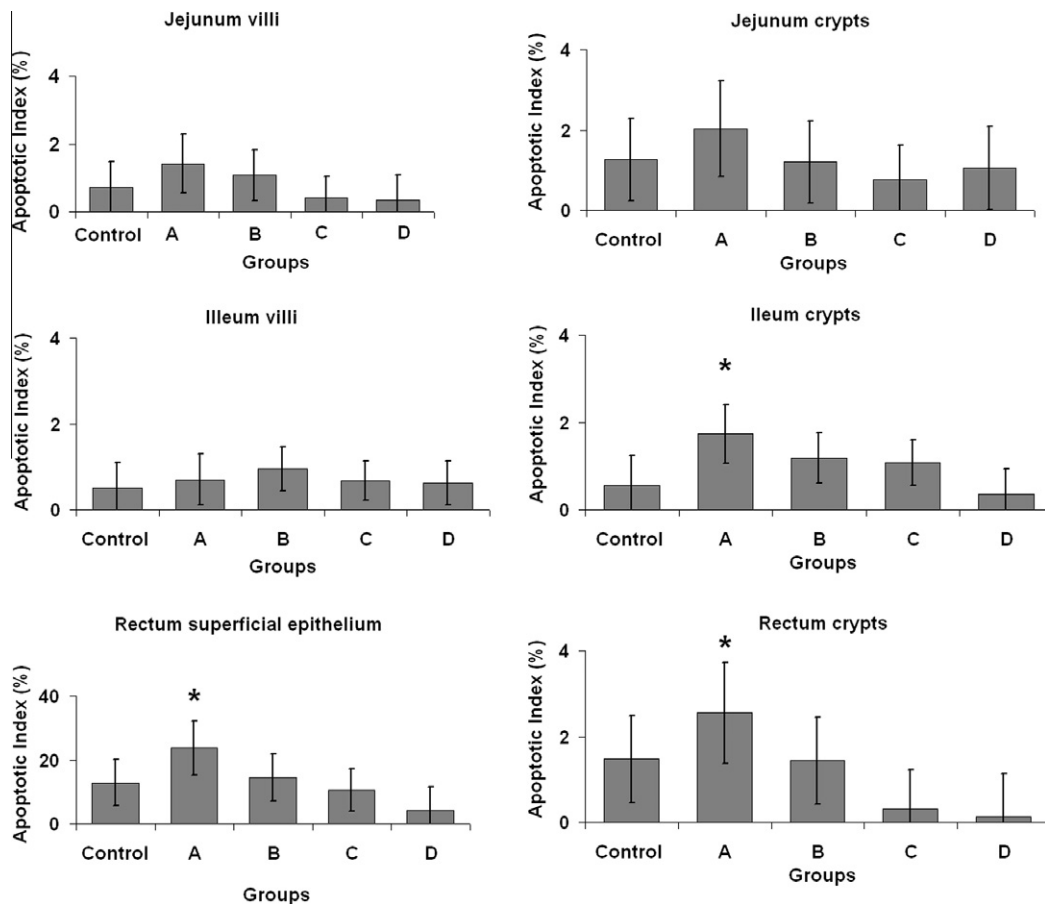 Jejunum villi
Apoptotic Index (%)
4
2
0
Control A B C D
Groups
Jejunum crypts
Apoptotic Index (%)
4
2
0
Control A B C D
Groups
Illeum villi
Apoptotic Index (%)
4
2
0
Control A B C D
Groups
Ileum crypts
Apoptotic Index (%)
4
2
0
*
Control A B C D
Groups
Rectum superficial epithelium
Apoptotic Index (%)
40
20
0
*
Control A B C D
Groups
Rectum crypts
Apoptotic Index (%)
4
2
0
*
Control A B C D
Groups